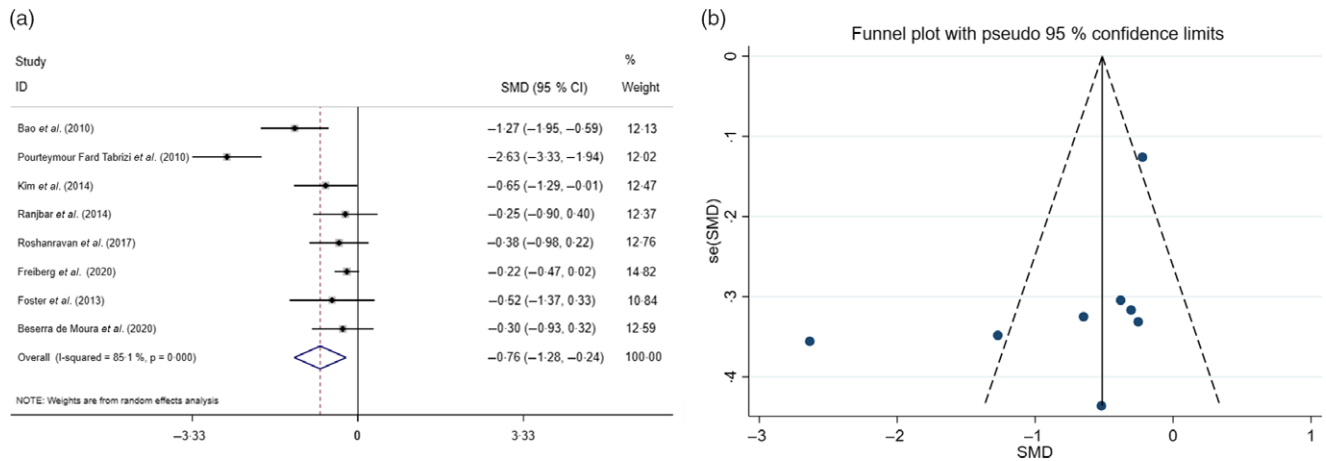 (a)
Study
ID
SMD (95 % CI)
%
Weight
Bao et al. (2010) −1·27 (−1·95, −0·59) 12·13
Pourteymour Fard Tabrizi et al. (2010) −2·63 (−3·33, −1·94) 12·02
Kim et al. (2014) −0·65 (−1·29, −0·01) 12·47
Ranjbar et al. (2014) −0·25 (−0·90, 0·40) 12·37
Roshanravan et al. (2017) −0·38 (−0·98, 0·22) 12·76
Freiberg et al. (2020) −0·22 (−0·47, 0·02) 14·82
Foster et al. (2013) −0·52 (−1·37, 0·33) 10·84
Beserra de Moura et al. (2020) −0·30 (−0·93, 0·32) 12·59
Overall (I-squared = 85·1 %, p = 0·000) −0·76 (−1·28, −0·24) 100·00
NOTE: Weights are from random effects analysis
−3·33 0 3·33
(b)
Funnel plot with pseudo 95 % confidence limits
se(SMD)
0
·1
·2
·3
·4
−3 −2 −1 0 1
SMD